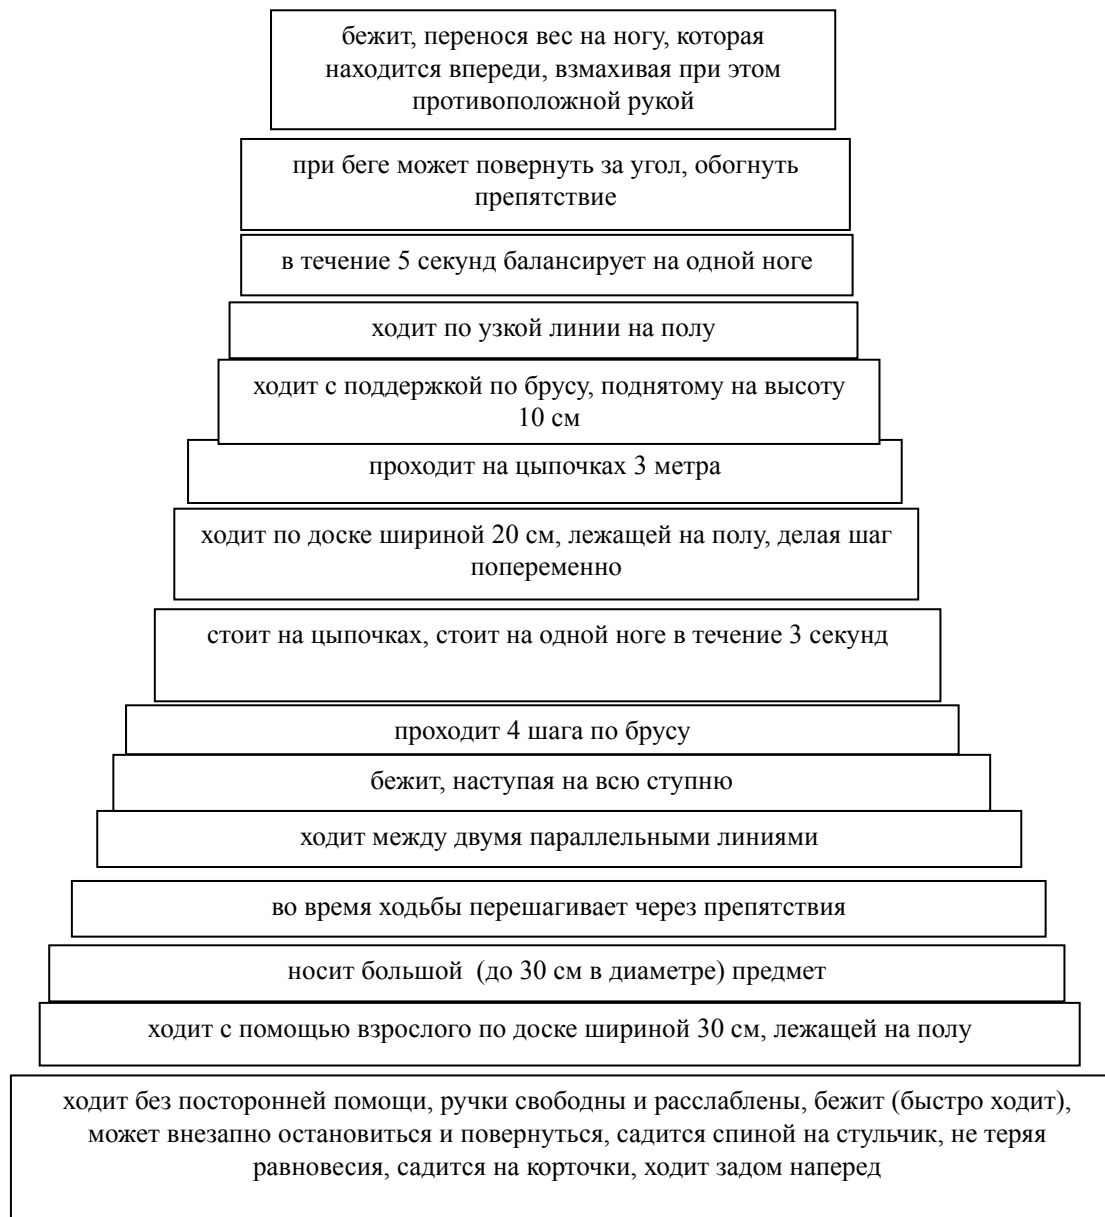 бежит, перенося вес на ногу, которая
находится впереди, взмахивая при этом
противоположной рукой
при беге может повернуть за угол, обогнуть
препятствие
в течение 5 секунд балансирует на одной ноге
ходит по узкой линии на полу
ходит с поддержкой по брусу, поднятому на высоту
10 см
проходит на цыпочках 3 метра
ходит по доске шириной 20 см, лежащей на полу, делая шаг
попеременно
стоит на цыпочках, стоит на одной ноге в течение 3 секунд
проходит 4 шага по брусу
бежит, наступая на всю ступню
ходит между двумя параллельными линиями
во время ходьбы перешагивает через препятствия
носит большой  (до 30 см в диаметре) предмет
ходит с помощью взрослого по доске шириной 30 см, лежащей на полу
ходит без посторонней помощи, ручки свободны и расслаблены, бежит (быстро ходит),
может внезапно остановиться и повернуться, садится спиной на стульчик, не теряя
равновесия, садится на корточки, ходит задом наперед